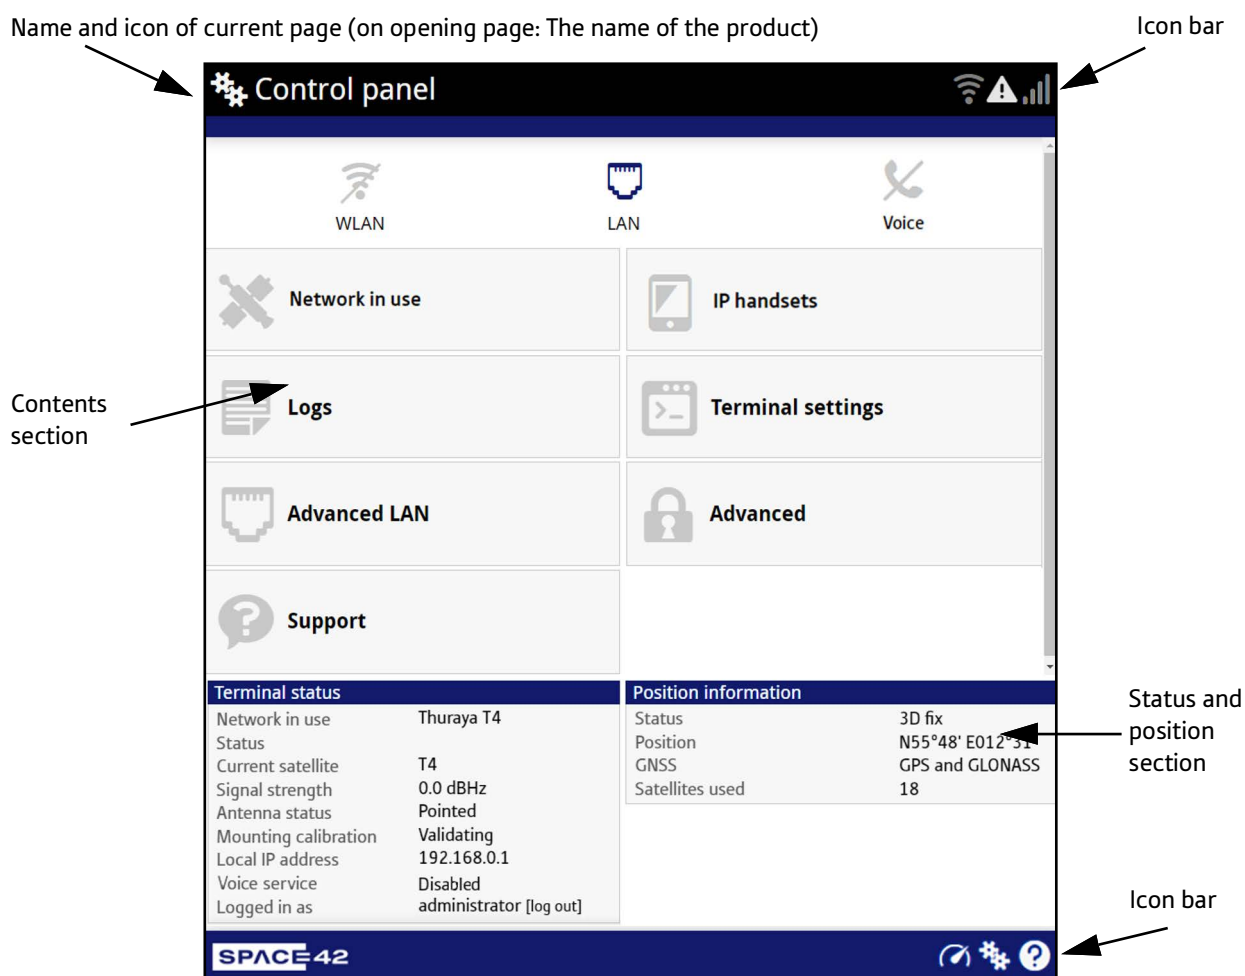 Name and icon of current page (on opening page: The name of the product)
Icon bar
Control panel
WLAN
LAN
Voice
Network in use
IP handsets
Contents
section
Logs
Terminal settings
Advanced LAN
Advanced
Support
Terminal status
Network in use Thuraya T4
Status
Current satellite T4
Signal strength 0.0 dBHz
Antenna status Pointed
Mounting calibration Validating
Local IP address 192.168.0.1
Voice service Disabled
Logged in as administrator [log out]
Position information
Status 3D fix
Position N55°48' E012°31'
GNSS GPS and GLONASS
Satellites used 18
Status and
position
section
Icon bar
SPACE42